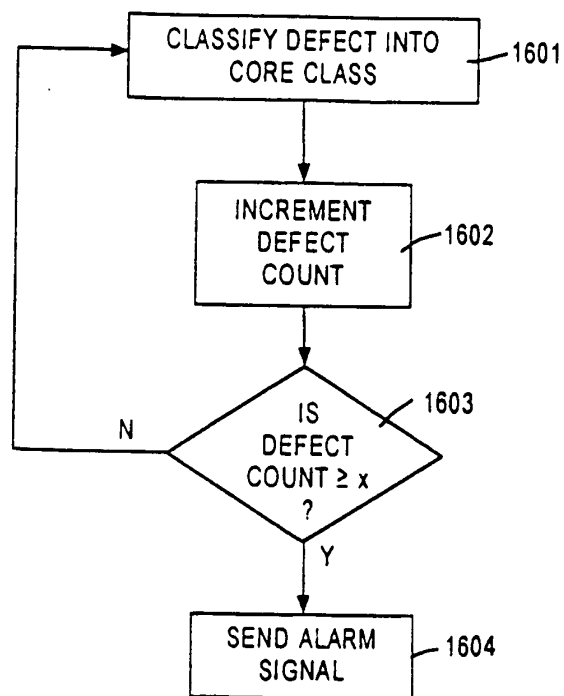 CLASSIFY DEFECT INTO
CORE CLASS
1601
INCREMENT
DEFECT
COUNT
1602
IS
DEFECT
COUNT ≥ x
?
1603
N
Y
SEND ALARM
SIGNAL
1604